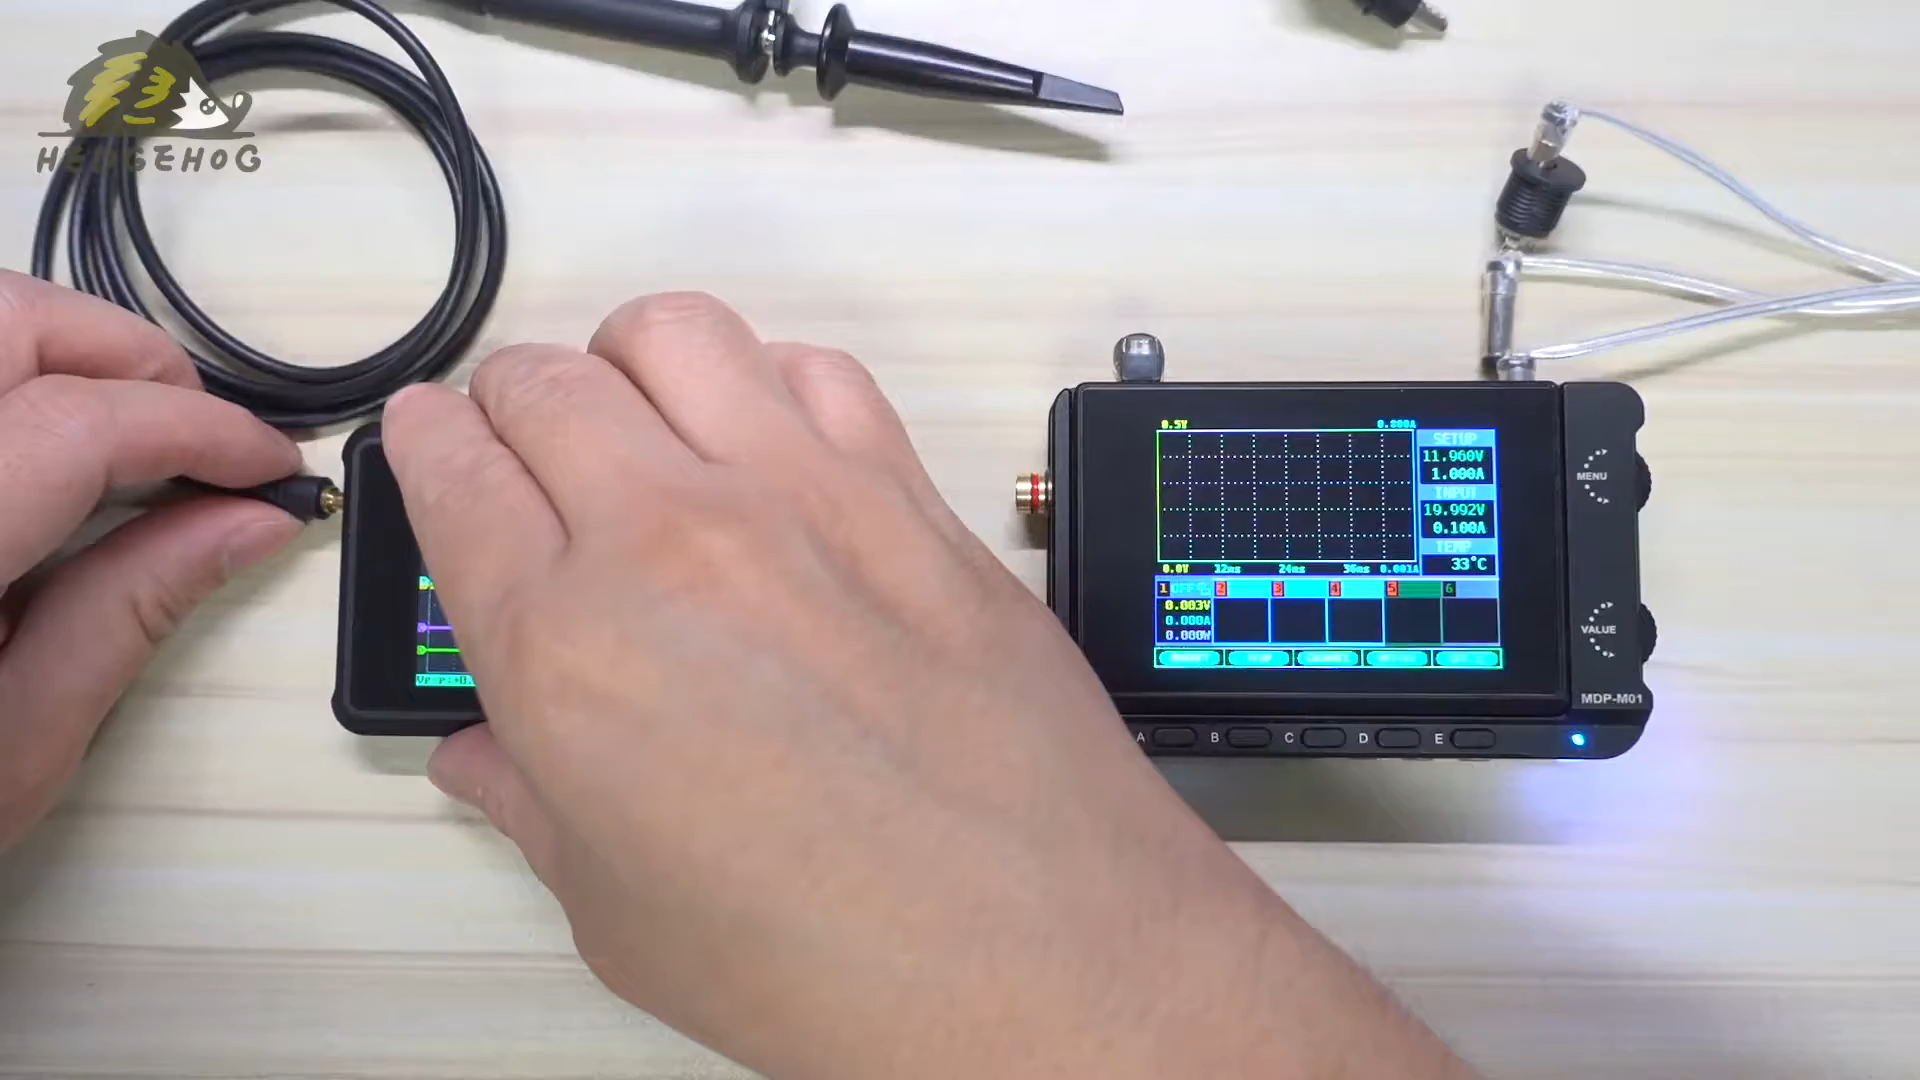 HEDGEHOG
0.5V 0.800A
SETUP
11.960V
1.000A
INPUT
19.992V
0.100A
TEMP
33°C
0.0V 12ms 24ms 36ms 0.001A
1 OFF 2 3 4 5 6
0.003V
0.000A
0.000W
MENU
VALUE
MDP-M01
A B C D E